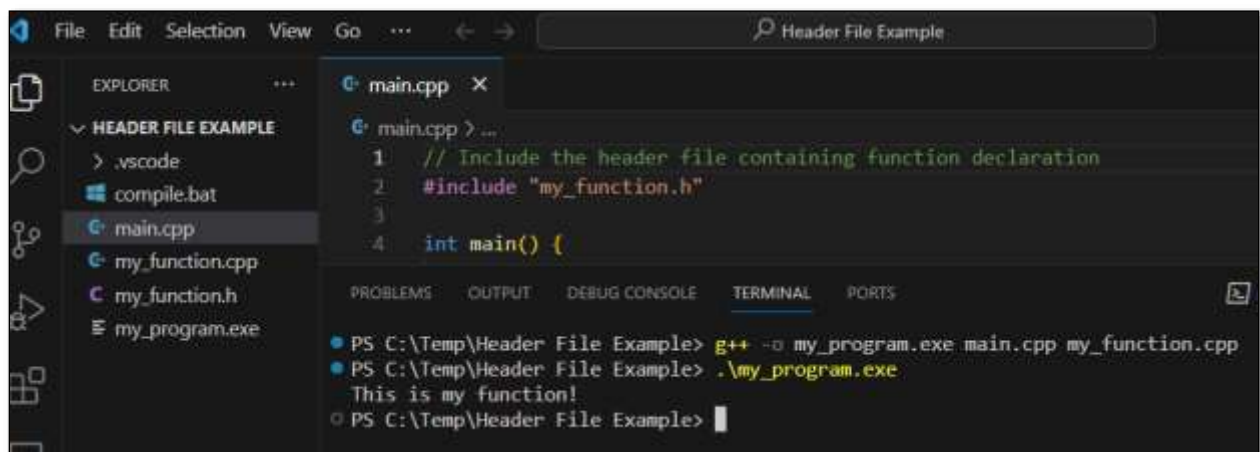 File Edit Selection View Go ··· ← → Header File Example
EXPLORER ···
HEADER FILE EXAMPLE
> .vscode
compile.bat
main.cpp
my_function.cpp
my_function.h
my_program.exe
main.cpp ×
main.cpp > ...
1 // Include the header file containing function declaration
2 #include "my_function.h"
3
4 int main() {
PROBLEMS OUTPUT DEBUG CONSOLE TERMINAL PORTS
PS C:\Temp\Header File Example> g++ -o my_program.exe main.cpp my_function.cpp
PS C:\Temp\Header File Example> .\my_program.exe
This is my function!
PS C:\Temp\Header File Example>